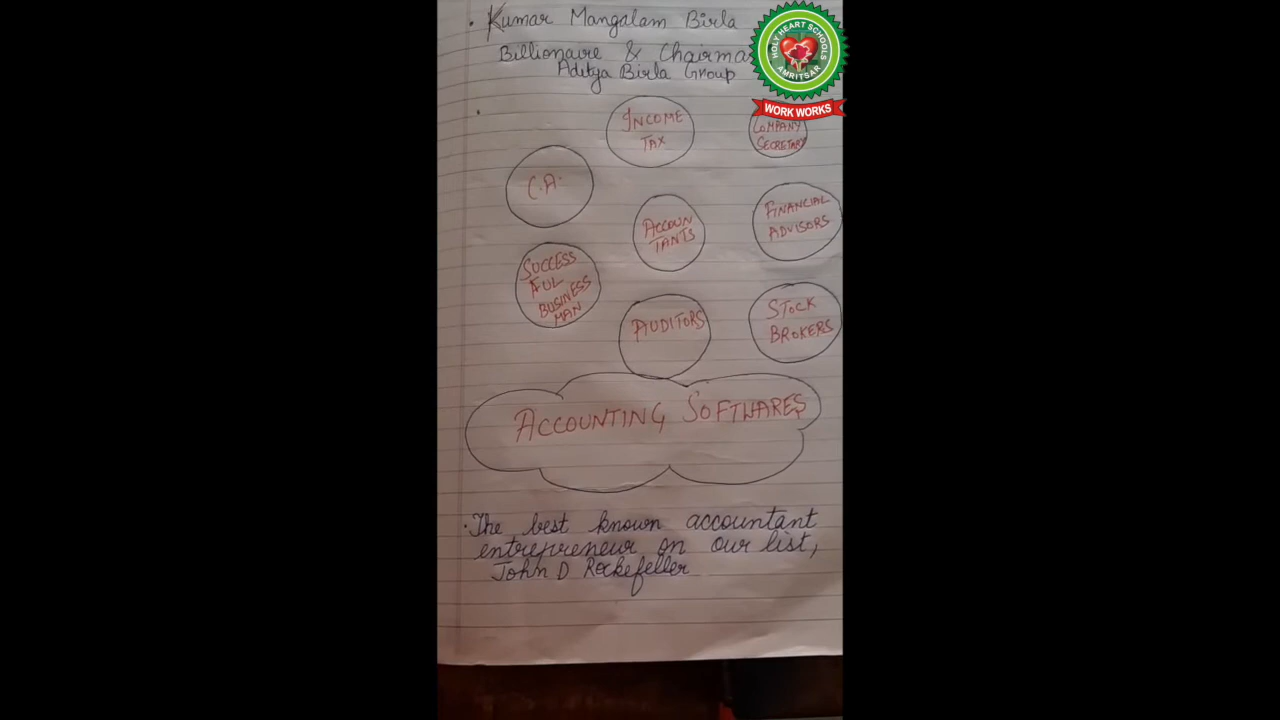 Kumar Mangalam Birla
Billionaire & Chairma
Aditya Birla Group
HOLY HEART SCHOOLS
AMRITSAR
WORK WORKS
INCOME
TAX
COMPANY
SECRETARY
C.A.
ACCOUN
TANTS
FINANCIAL
ADVISORS
SUCCESS
FUL
BUSINESS
MAN
AUDITORS
STOCK
BROKERS
ACCOUNTING SOFTWARES
The best known accountant
entrepreneur on our list,
John D Rockefeller